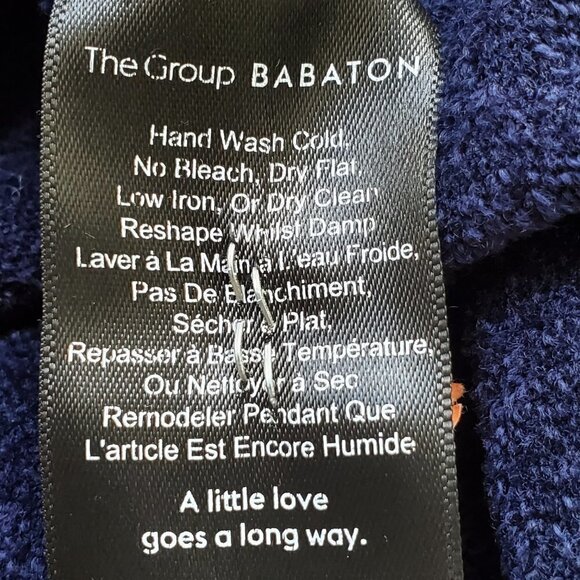 The Group BABATON
Hand Wash Cold,
No Bleach, Dry Flat,
Low Iron, Or Dry Clean
Reshape Whilst Damp
Laver à La Main à L'eau Froide,
Pas De Blanchiment,
Sécher à Plat,
Repasser à Basse Température,
Ou Nettoyer à Sec
Remodeler Pendant Que
L'article Est Encore Humide
A little love
goes a long way.